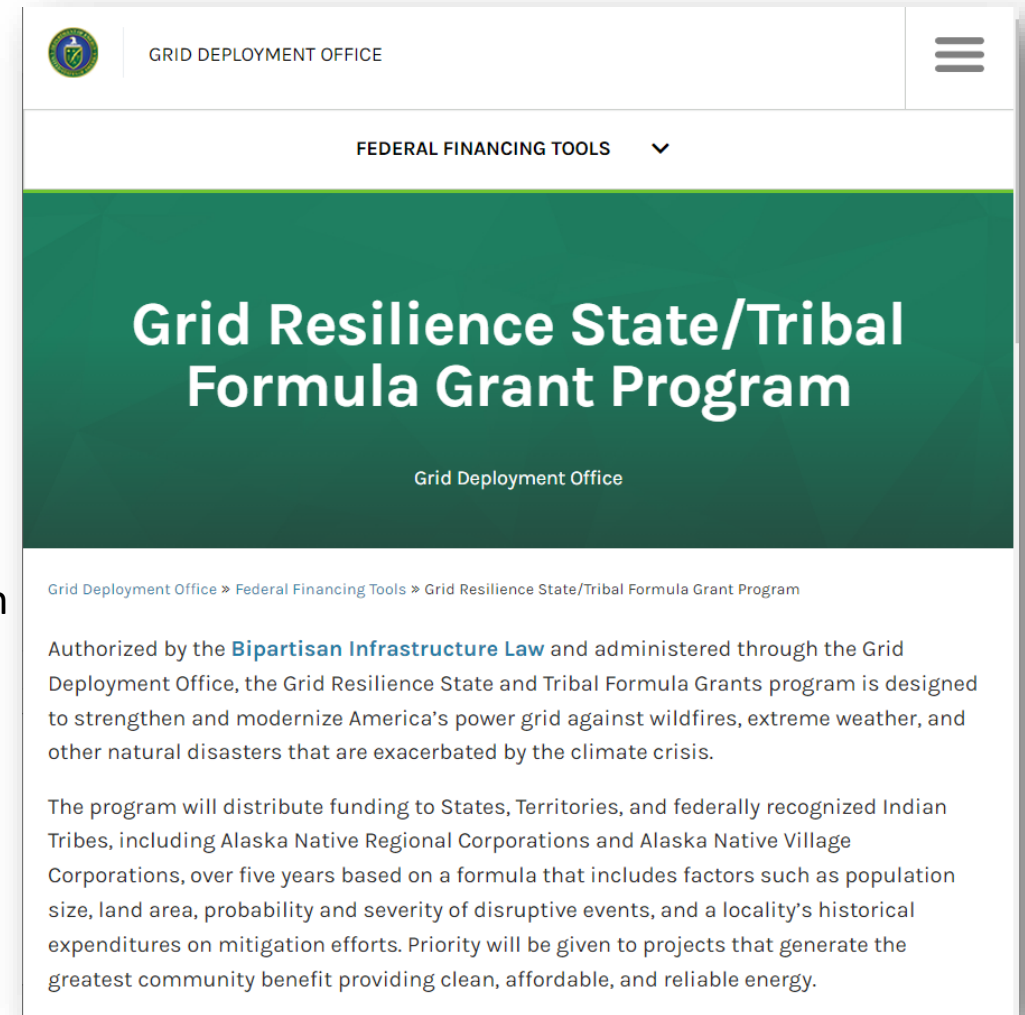 GRID DEPLOYMENT OFFICE
FEDERAL FINANCING TOOLS
Grid Resilience State/Tribal
Formula Grant Program
Grid Deployment Office
Grid Deployment Office » Federal Financing Tools » Grid Resilience State/Tribal Formula Grant Program
Authorized by the Bipartisan Infrastructure Law and administered through the Grid
Deployment Office, the Grid Resilience State and Tribal Formula Grants program is designed
to strengthen and modernize America's power grid against wildfires, extreme weather, and
other natural disasters that are exacerbated by the climate crisis.
The program will distribute funding to States, Territories, and federally recognized Indian
Tribes, including Alaska Native Regional Corporations and Alaska Native Village
Corporations, over five years based on a formula that includes factors such as population
size, land area, probability and severity of disruptive events, and a locality's historical
expenditures on mitigation efforts. Priority will be given to projects that generate the
greatest community benefit providing clean, affordable, and reliable energy.